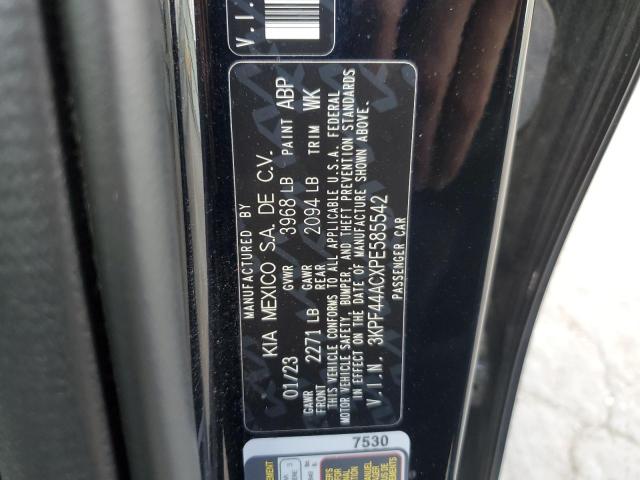 V.I.
MANUFACTURED BY
KIA MEXICO S.A. DE C.V.
01/23 GVWR 3968 LB PAINT ABP
GAWR FRONT 2271 LB GAWR REAR 2094 LB TRIM WK
THIS VEHICLE CONFORMS TO ALL APPLICABLE U.S.A. FEDERAL
MOTOR VEHICLE SAFETY, BUMPER, AND THEFT PREVENTION STANDARDS
IN EFFECT ON THE DATE OF MANUFACTURE SHOWN ABOVE.
V.I.N. 3KPF44ACXPE585542
PASSENGER CAR
7530